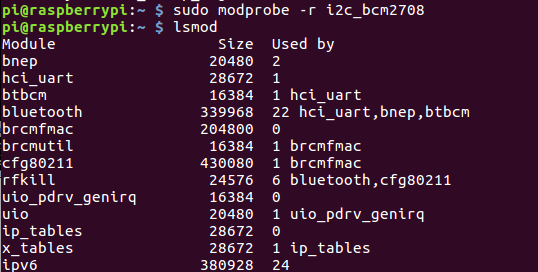 pi@raspberrypi:~ $ sudo modprobe -r i2c_bcm2708
pi@raspberrypi:~ $ lsmod
Module                  Size  Used by
bnep                   20480  2
hci_uart               28672  1
btbcm                  16384  1 hci_uart
bluetooth             339968  22 hci_uart,bnep,btbcm
brcmfmac              204800  0
brcmutil               16384  1 brcmfmac
cfg80211              430080  1 brcmfmac
rfkill                 24576  6 bluetooth,cfg80211
uio_pdrv_genirq        16384  0
uio                    20480  1 uio_pdrv_genirq
ip_tables              28672  0
x_tables               28672  1 ip_tables
ipv6                  380928  24